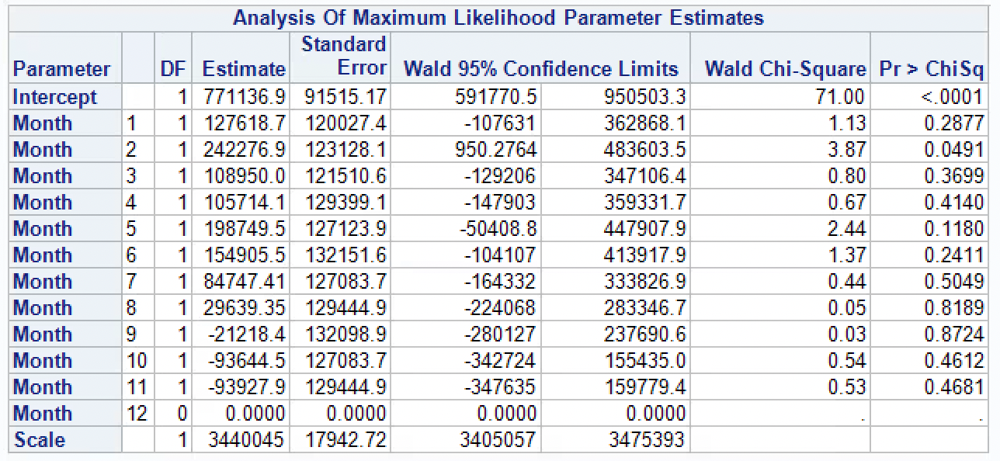 Analysis Of Maximum Likelihood Parameter Estimates
Parameter DF Estimate Standard Error Wald 95% Confidence Limits Wald Chi-Square Pr > ChiSq
Intercept 1 771136.9 91515.17 591770.5 950503.3 71.00 <.0001
Month 1 1 127618.7 120027.4 -107631 362868.1 1.13 0.2877
Month 2 1 242276.9 123128.1 950.2764 483603.5 3.87 0.0491
Month 3 1 108950.0 121510.6 -129206 347106.4 0.80 0.3699
Month 4 1 105714.1 129399.1 -147903 359331.7 0.67 0.4140
Month 5 1 198749.5 127123.9 -50408.8 447907.9 2.44 0.1180
Month 6 1 154905.5 132151.6 -104107 413917.9 1.37 0.2411
Month 7 1 84747.41 127083.7 -164332 333826.9 0.44 0.5049
Month 8 1 29639.35 129444.9 -224068 283346.7 0.05 0.8189
Month 9 1 -21218.4 132098.9 -280127 237690.6 0.03 0.8724
Month 10 1 -93644.5 127083.7 -342724 155435.0 0.54 0.4612
Month 11 1 -93927.9 129444.9 -347635 159779.4 0.53 0.4681
Month 12 0 0.0000 0.0000 0.0000 0.0000 . .
Scale 1 3440045 17942.72 3405057 3475393